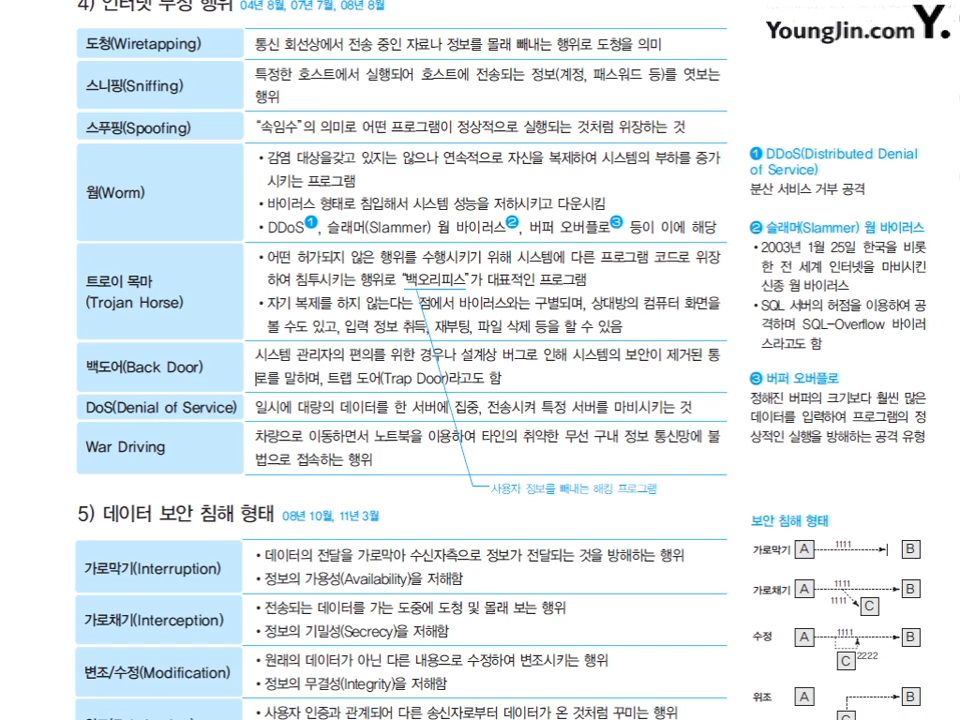 4) 인터넷 부정 행위 04년 8월, 07년 7월, 08년 8월
도청(Wiretapping)
통신 회선상에서 전송 중인 자료나 정보를 몰래 빼내는 행위로 도청을 의미
스니핑(Sniffing)
특정한 호스트에서 실행되어 호스트에 전송되는 정보(계정, 패스워드 등)를 엿보는
행위
스푸핑(Spoofing)
“속임수”의 의미로 어떤 프로그램이 정상적으로 실행되는 것처럼 위장하는 것
웜(Worm)
• 감염 대상을갖고 있지는 않으나 연속적으로 자신을 복제하여 시스템의 부하를 증가
시키는 프로그램
• 바이러스 형태로 침입해서 시스템 성능을 저하시키고 다운시킴
• DDoS❶, 슬래머(Slammer) 웜 바이러스❷, 버퍼 오버플로❸ 등이 이에 해당
트로이 목마
(Trojan Horse)
• 어떤 허가되지 않은 행위를 수행시키기 위해 시스템에 다른 프로그램 코드로 위장
하여 침투시키는 행위로 “백오리피스”가 대표적인 프로그램
• 자기 복제를 하지 않는다는 점에서 바이러스와는 구별되며, 상대방의 컴퓨터 화면을
볼 수도 있고, 입력 정보 취득, 재부팅, 파일 삭제 등을 할 수 있음
백도어(Back Door)
시스템 관리자의 편의를 위한 경우나 설계상 버그로 인해 시스템의 보안이 제거된 통
로를 말하며, 트랩 도어(Trap Door)라고도 함
DoS(Denial of Service)
일시에 대량의 데이터를 한 서버에 집중, 전송시켜 특정 서버를 마비시키는 것
War Driving
차량으로 이동하면서 노트북을 이용하여 타인의 취약한 무선 구내 정보 통신망에 불
법으로 접속하는 행위
사용자 정보를 빼내는 해킹 프로그램
5) 데이터 보안 침해 형태 08년 10월, 11년 3월
가로막기(Interruption)
• 데이터의 전달을 가로막아 수신자측으로 정보가 전달되는 것을 방해하는 행위
• 정보의 가용성(Availability)을 저해함
가로채기(Interception)
• 전송되는 데이터를 가는 도중에 도청 및 몰래 보는 행위
• 정보의 기밀성(Secrecy)을 저해함
변조/수정(Modification)
• 원래의 데이터가 아닌 다른 내용으로 수정하여 변조시키는 행위
• 정보의 무결성(Integrity)을 저해함
• 사용자 인증과 관계되어 다른 송신자로부터 데이터가 온 것처럼 꾸미는 행위
YoungJin.com Y.
❶ DDoS(Distributed Denial
of Service)
분산 서비스 거부 공격
❷ 슬래머(Slammer) 웜 바이러스
• 2003년 1월 25일 한국을 비롯
한 전 세계 인터넷을 마비시킨
신종 웜 바이러스
• SQL 서버의 허점을 이용하여 공
격하며 SQL-Overflow 바이러
스라고도 함
❸ 버퍼 오버플로
정해진 버퍼의 크기보다 훨씬 많은
데이터를 입력하여 프로그램의 정
상적인 실행을 방해하는 공격 유형
보안 침해 형태
가로막기 A 1111 B
가로채기 A 1111 B
1111 C
수정 A 1111 B
C 2222
위조 A B
C